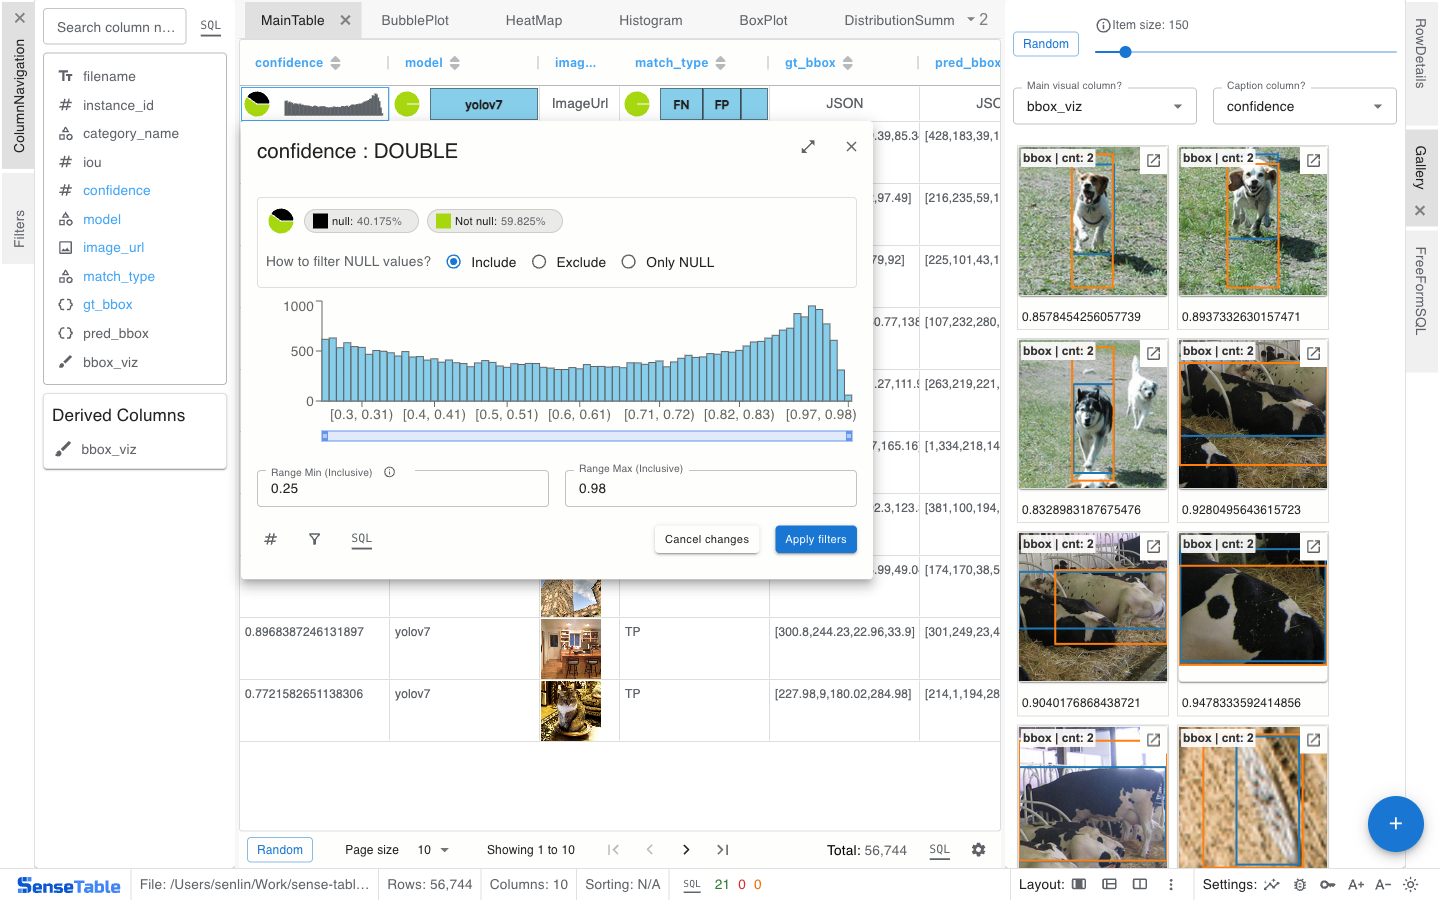 ColumnNavigation
Filters
Search column n...
SQL
filename
instance_id
category_name
iou
confidence
model
image_url
match_type
gt_bbox
pred_bbox
bbox_viz
Derived Columns
bbox_viz
MainTable
BubblePlot
HeatMap
Histogram
BoxPlot
DistributionSumm
2
confidence
model
imag...
match_type
gt_bbox
pred_bbox
yolov7
ImageUrl
FN
FP
JSON
JSC
confidence : DOUBLE
null: 40.175%
Not null: 59.825%
How to filter NULL values?
Include
Exclude
Only NULL
1000
500
0
[0.3, 0.31)
[0.4, 0.41)
[0.5, 0.51)
[0.6, 0.61)
[0.71, 0.72)
[0.82, 0.83)
[0.97, 0.98)
Range Min (Inclusive)
0.25
Range Max (Inclusive)
0.98
SQL
Cancel changes
Apply filters
[428,183,39,1
,97.49]
[216,235,59,1
79,92]
[225,101,43,1
0.77,138
[107,232,280,
.27,111.9
[263,219,221,
7,165.16]
[1,334,218,14
[381,100,194,
[174,170,38,5
0.8968387246131897
yolov7
TP
[300.8,244.23,22.96,33.9]
[301,249,23,4
0.7721582651138306
yolov7
TP
[227.98,9,180.02,284.98]
[214,1,194,28
Random
Page size
10
Showing 1 to 10
Total: 56,744
SQL
Random
Item size: 150
Main visual column?
bbox_viz
Caption column?
confidence
bbox | cnt: 2
bbox | cnt: 2
0.8578454256057739
0.8937332630157471
bbox | cnt: 2
bbox | cnt: 2
0.8328983187675476
0.9280495643615723
bbox | cnt: 2
bbox | cnt: 2
0.9040176868438721
0.9478333592414856
bbox | cnt: 2
bbox | cnt: 2
RowDetails
Gallery
FreeFormSQL
SenseTable
File: /Users/senlin/Work/sense-tabl...
Rows: 56,744
Columns: 10
Sorting: N/A
SQL
21 0 0
Layout:
Settings:
A+
A-